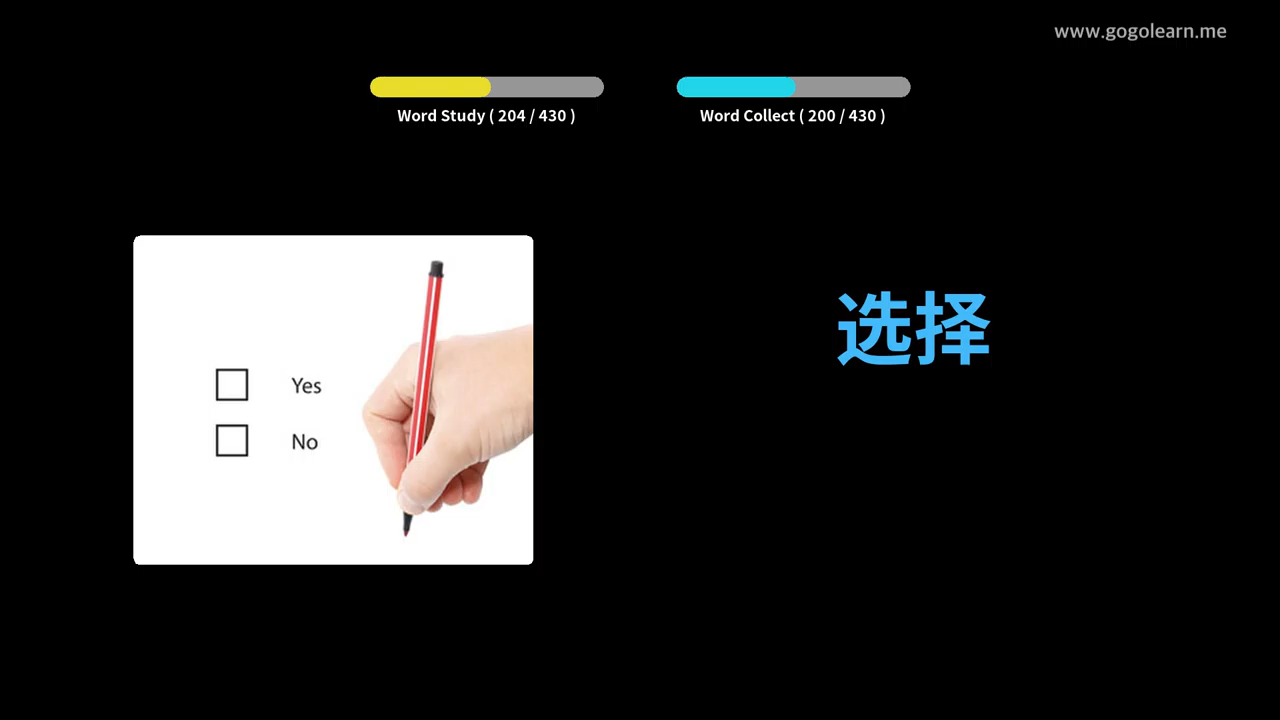 www.gogolearn.me
Word Study ( 204 / 430 )
Word Collect ( 200 / 430 )
选择
Yes
No